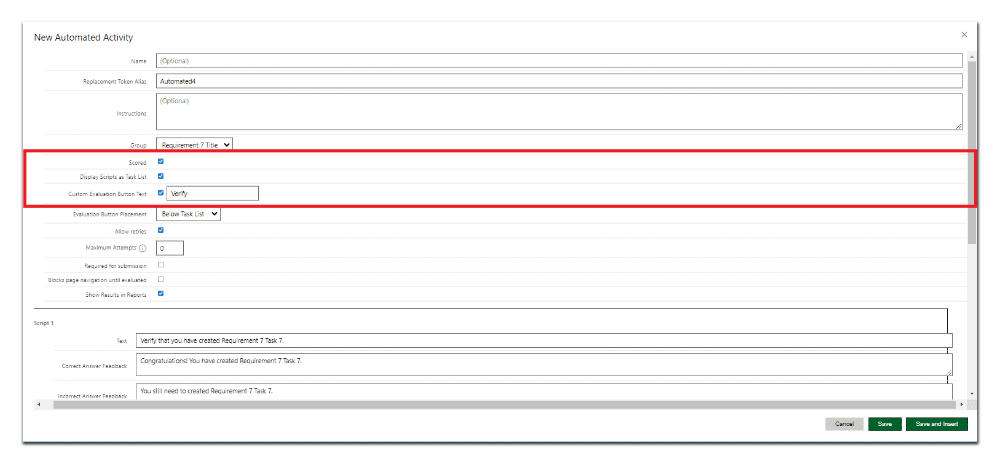 New Automated Activity
Name (Optional)
Replacement Token Alias Automated4
Instructions (Optional)
Group Requirement 7 Title
Scored
Display Scripts as Task List
Custom Evaluation Button Text Verify
Evaluation Button Placement Below Task List
Allow retries
Maximum Attempts i 0
Required for submission
Blocks page navigation until evaluated
Show Results in Reports
Script 1
Text Verify that you have created Requirement 7 Task 7.
Correct Answer Feedback Congratulations! You have created Requirement 7 Task 7.
Incorrect Answer Feedback You still need to created Requirement 7 Task 7.
Cancel Save Save and Insert